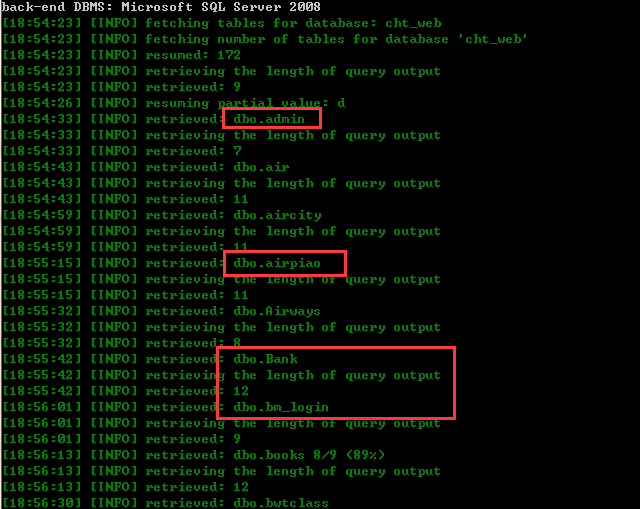 back-end DBMS: Microsoft SQL Server 2008
[18:54:23] [INFO] fetching tables for database: cht_web
[18:54:23] [INFO] fetching number of tables for database 'cht_web'
[18:54:23] [INFO] resumed: 172
[18:54:23] [INFO] retrieving the length of query output
[18:54:23] [INFO] retrieved: 9
[18:54:26] [INFO] resuming partial value: d
[18:54:33] [INFO] retrieved: dbo.admin
[18:54:33] [INFO] retrieving the length of query output
[18:54:33] [INFO] retrieved: 7
[18:54:43] [INFO] retrieved: dbo.air
[18:54:43] [INFO] retrieving the length of query output
[18:54:43] [INFO] retrieved: 11
[18:54:59] [INFO] retrieved: dbo.aircity
[18:54:59] [INFO] retrieving the length of query output
[18:54:59] [INFO] retrieved: 11
[18:55:15] [INFO] retrieved: dbo.airpiao
[18:55:15] [INFO] retrieving the length of query output
[18:55:15] [INFO] retrieved: 11
[18:55:32] [INFO] retrieved: dbo.Airways
[18:55:32] [INFO] retrieving the length of query output
[18:55:32] [INFO] retrieved: 8
[18:55:42] [INFO] retrieved: dbo.Bank
[18:55:42] [INFO] retrieving the length of query output
[18:55:42] [INFO] retrieved: 12
[18:56:01] [INFO] retrieved: dbo.bm_login
[18:56:01] [INFO] retrieving the length of query output
[18:56:01] [INFO] retrieved: 9
[18:56:13] [INFO] retrieved: dbo.books 8/9 (89%)
[18:56:13] [INFO] retrieving the length of query output
[18:56:13] [INFO] retrieved: 12
[18:56:30] [INFO] retrieved: dbo.bwtclass